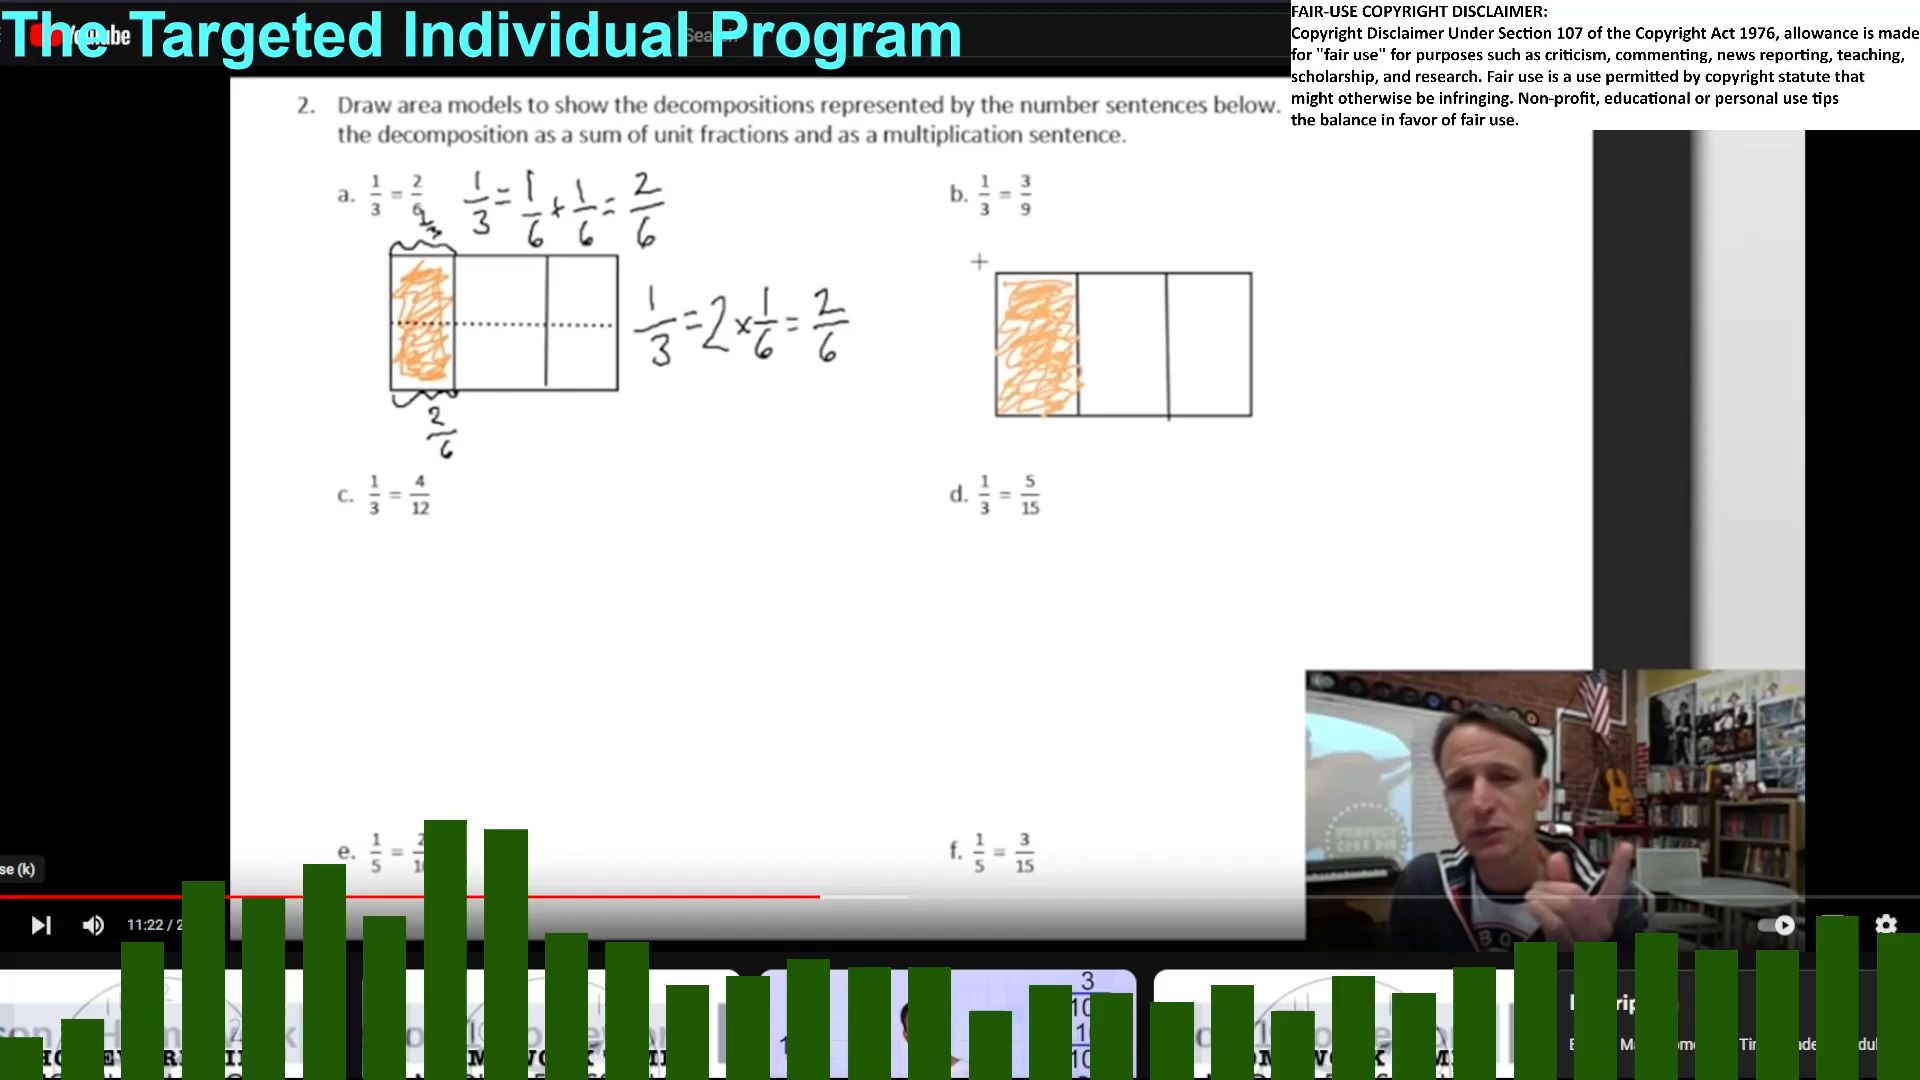 The Targeted Individual Program
FAIR-USE COPYRIGHT DISCLAIMER:
Copyright Disclaimer Under Section 107 of the Copyright Act 1976, allowance is made
for "fair use" for purposes such as criticism, commenting, news reporting, teaching,
scholarship, and research. Fair use is a use permitted by copyright statute that
might otherwise be infringing. Non-profit, educational or personal use tips
the balance in favor of fair use.
2. Draw area models to show the decompositions represented by the number sentences below.
the decomposition as a sum of unit fractions and as a multiplication sentence.
a. 1/3 = 2/6 1/3 = 1/6 + 1/6 = 2/6
b. 1/3 = 3/9
1/3
1/3 = 2 × 1/6 = 2/6
2/6
c. 1/3 = 4/12
d. 1/3 = 5/15
e. 1/5 =
f. 1/5 = 3/15
se (k)
11:22 / 2